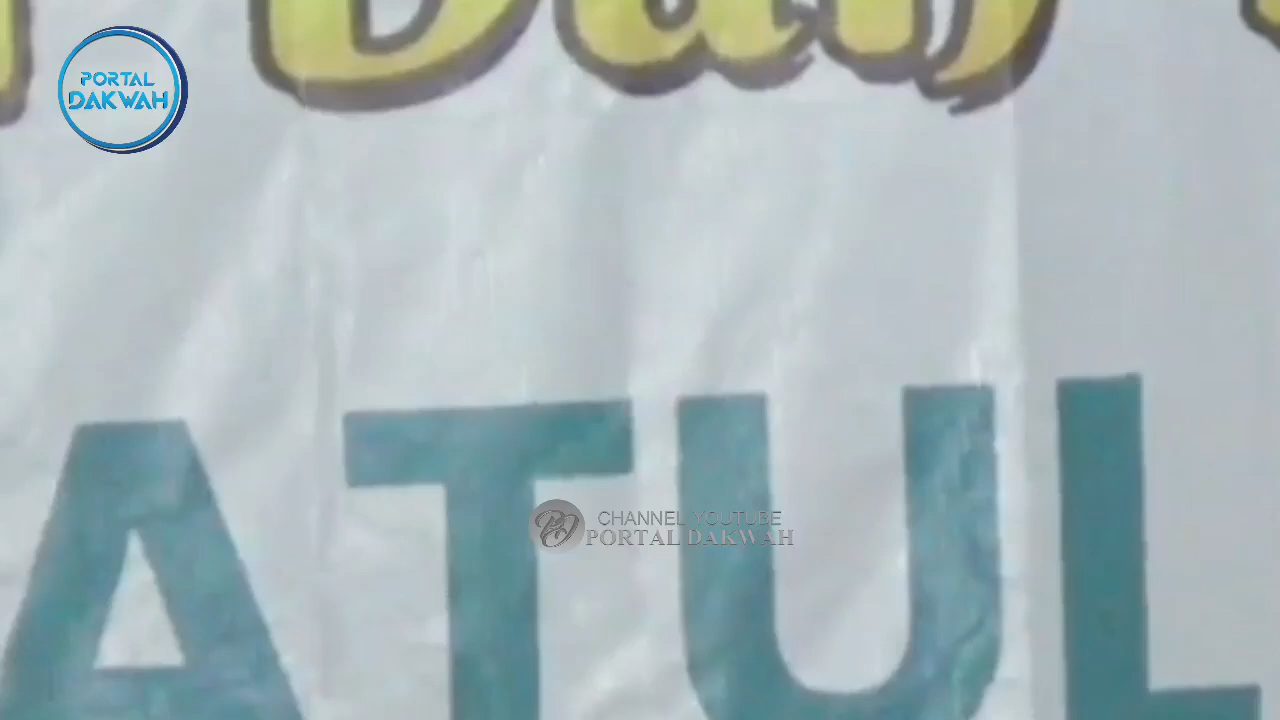 PORTAL
DAKWAH
ATUL
CHANNEL YOUTUBE
PORTAL DAKWAH